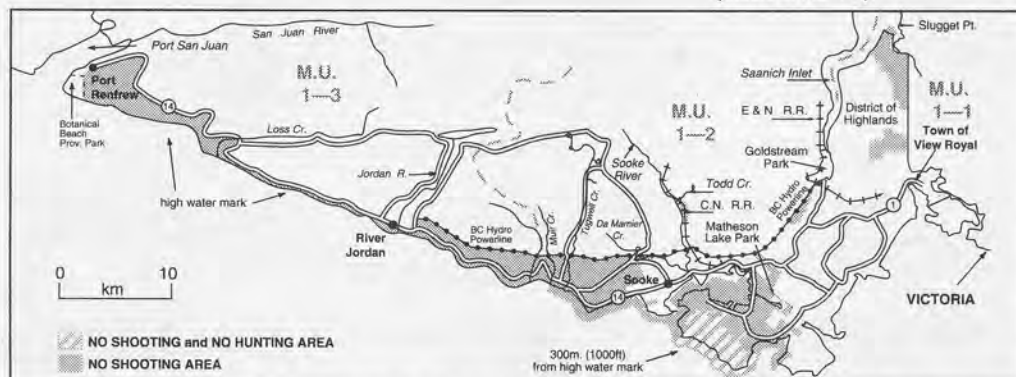 Slugget Pt.
Port San Juan
San Juan River
M.U.
1—3
Saanich Inlet
M.U.
1—1
Port
Renfrew
M.U.
1—2
E & N R.R.
District of
Highlands
14
Botanical
Beach
Prov. Park
Loss Cr.
Town of
View Royal
Goldstream
Park
Sooke
River
Jordan R.
Todd Cr.
high water mark
C.N. R.R.
BC Hydro
Powerline
1
Tugwell Cr.
Muir Cr.
Da Mamier
Cr.
Matheson
Lake Park
BC Hydro
Powerline
River
Jordan
0 10
km
Sooke
14
VICTORIA
NO SHOOTING and NO HUNTING AREA
NO SHOOTING AREA
300m. (1000ft)
from high water mark